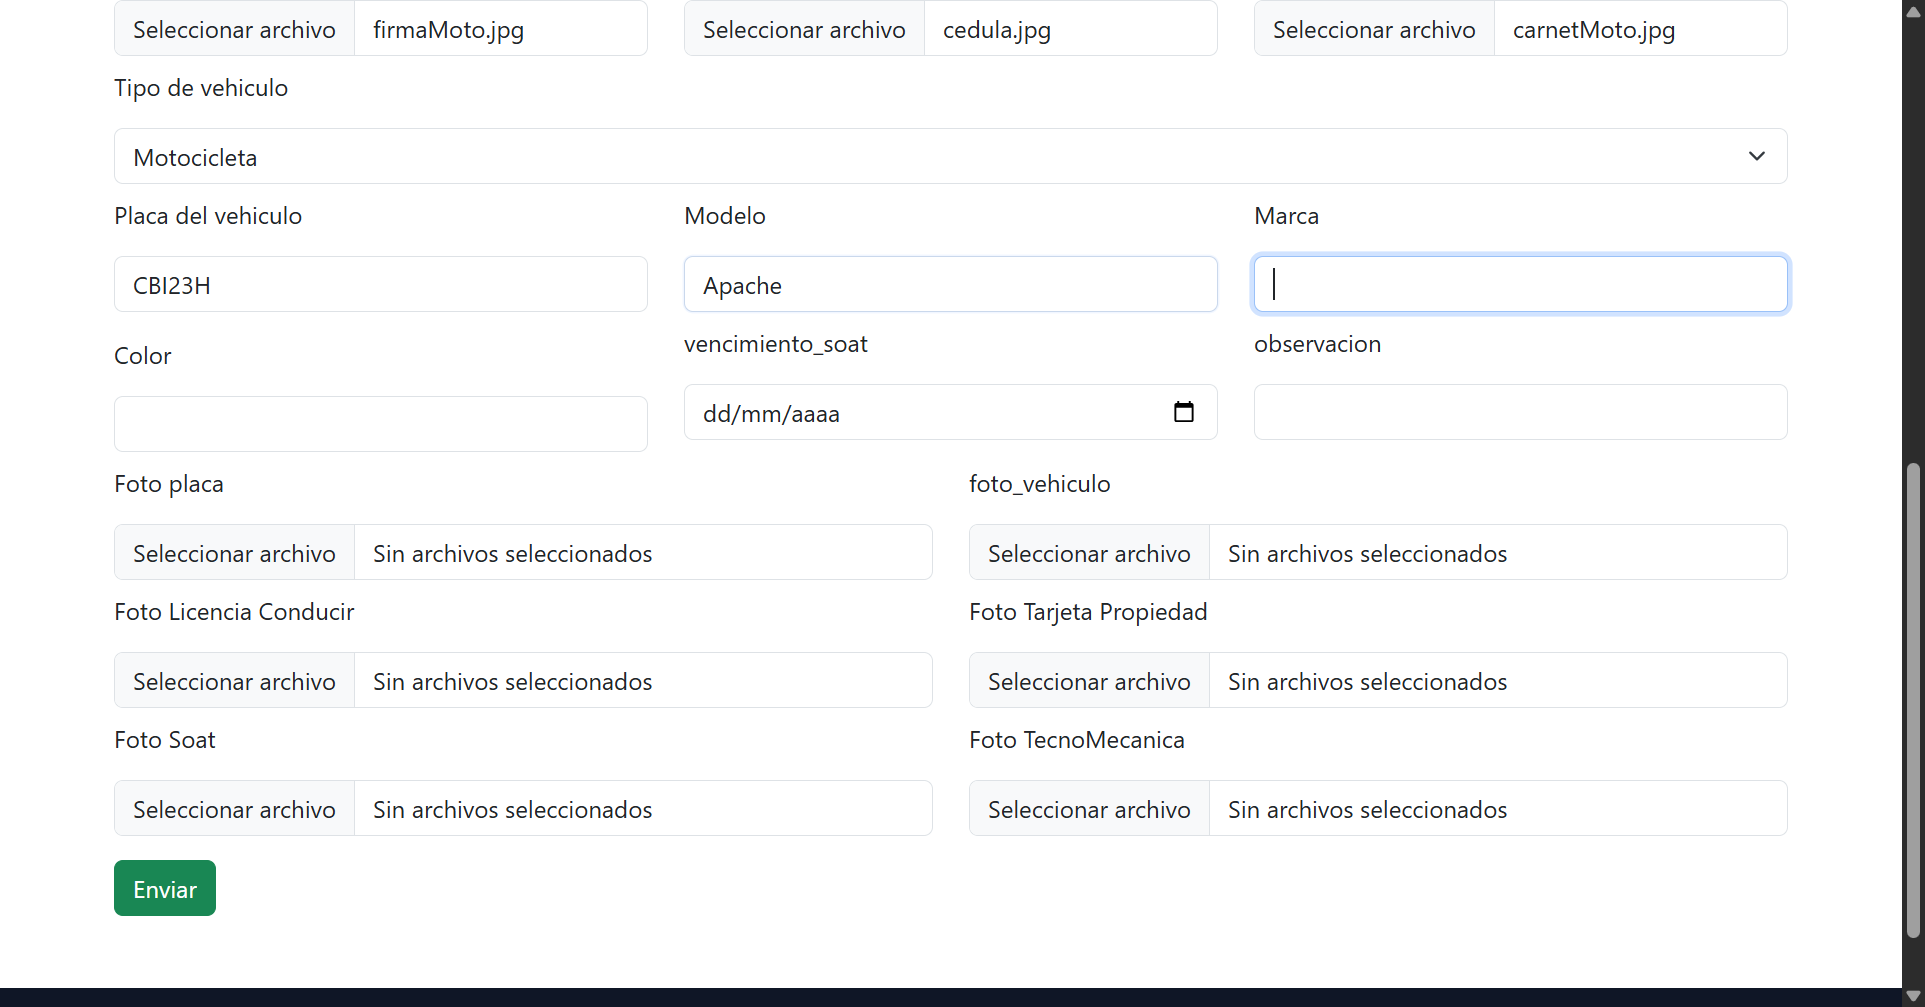 Seleccionar archivo firmaMoto.jpg Seleccionar archivo cedula.jpg Seleccionar archivo carnetMoto.jpg
Tipo de vehiculo
Motocicleta
Placa del vehiculo Modelo Marca
CBI23H Apache
Color vencimiento_soat observacion
dd/mm/aaaa
Foto placa foto_vehiculo
Seleccionar archivo Sin archivos seleccionados Seleccionar archivo Sin archivos seleccionados
Foto Licencia Conducir Foto Tarjeta Propiedad
Seleccionar archivo Sin archivos seleccionados Seleccionar archivo Sin archivos seleccionados
Foto Soat Foto TecnoMecanica
Seleccionar archivo Sin archivos seleccionados Seleccionar archivo Sin archivos seleccionados
Enviar